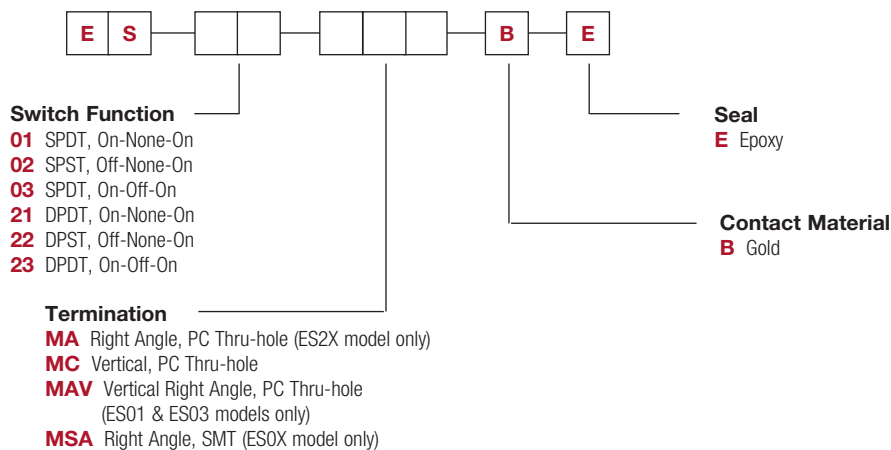 E S B E
Switch Function
01 SPDT, On-None-On
02 SPST, Off-None-On
03 SPDT, On-Off-On
21 DPDT, On-None-On
22 DPST, Off-None-On
23 DPDT, On-Off-On
Seal
E Epoxy
Contact Material
B Gold
Termination
MA Right Angle, PC Thru-hole (ES2X model only)
MC Vertical, PC Thru-hole
MAV Vertical Right Angle, PC Thru-hole
(ES01 & ES03 models only)
MSA Right Angle, SMT (ES0X model only)